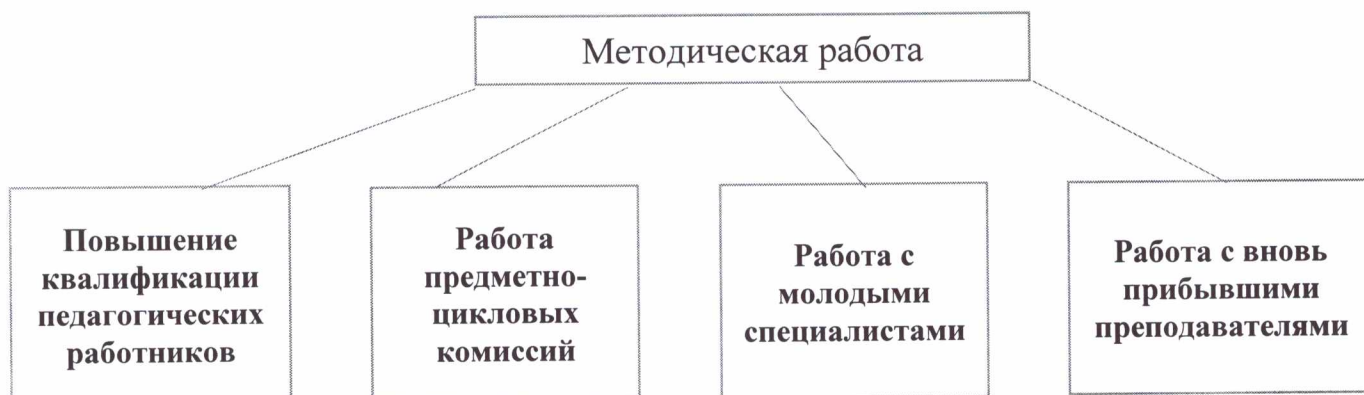 Методическая работа
Повышение
квалификации
педагогических
работников
Работа
предметно-
цикловых
комиссий
Работа с
молодыми
специалистами
Работа с вновь
прибывшими
преподавателями